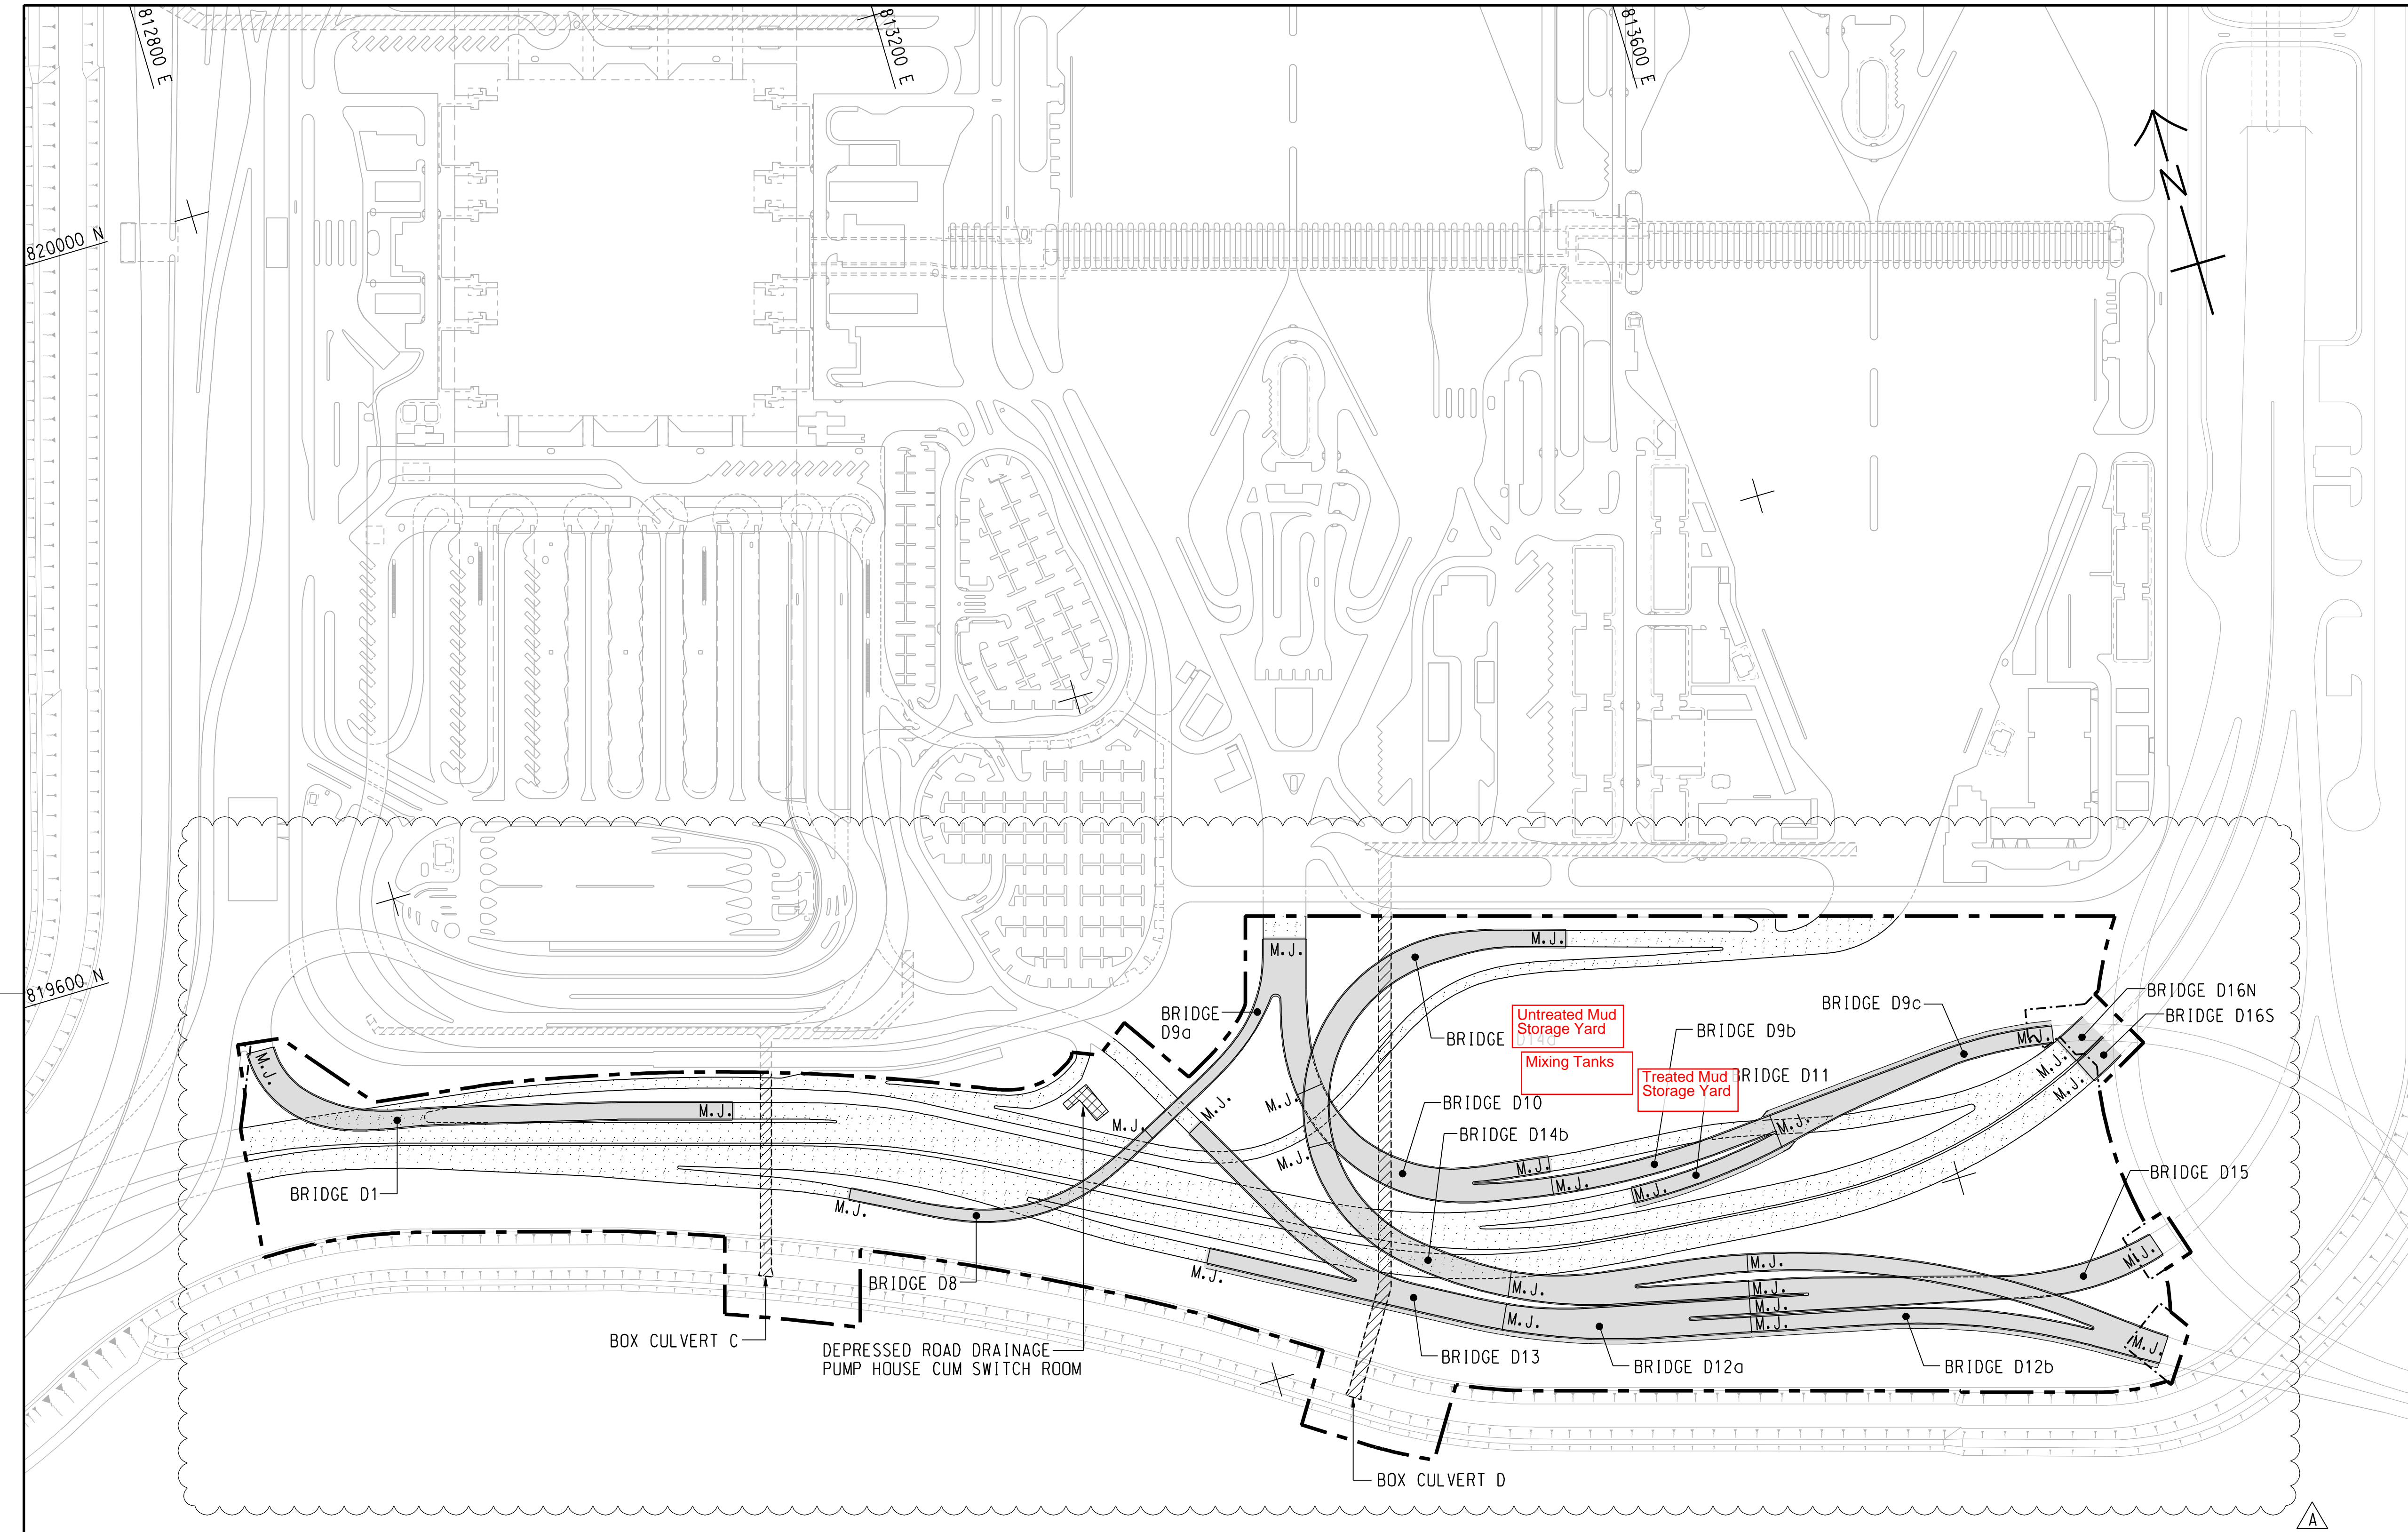 812800 E
813200 E
813600 E
N
820000 N
819600 N
M.J.
M.J.
BRIDGE D16N
BRIDGE D9c
BRIDGE D16S
BRIDGE
D9a
Untreated Mud
Storage Yard
BRIDGE D14a
BRIDGE D9b
M.J.
M.J.
Mixing Tanks
M.J.
M.J.
Treated Mud
Storage Yard
BRIDGE D11
M.J.
M.J.
BRIDGE D10
M.J.
M.J.
M.J.
M.J.
BRIDGE D14b
M.J.
M.J.
BRIDGE D15
M.J.
M.J.
BRIDGE D1
M.J.
M.J.
M.J.
M.J.
BRIDGE D8
M.J.
M.J.
M.J.
M.J.
M.J.
BOX CULVERT C
M.J.
DEPRESSED ROAD DRAINAGE
PUMP HOUSE CUM SWITCH ROOM
BRIDGE D13
BRIDGE D12a
BRIDGE D12b
BOX CULVERT D
A